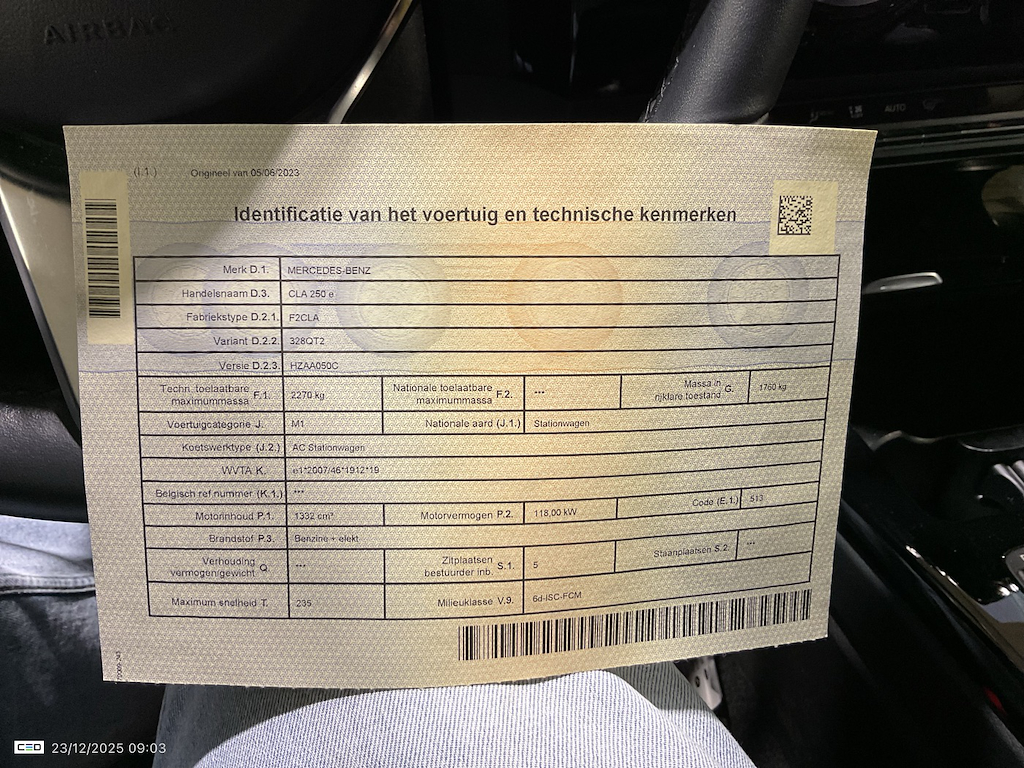 AIRBAG
AUTO
(I.1.) Origineel van 05/06/2023
Identificatie van het voertuig en technische kenmerken
Merk D.1. MERCEDES-BENZ
Handelsnaam D.3. CLA 250 e
Fabriekstype D.2.1. F2CLA
Variant D.2.2. 328QT2
Versie D.2.3. HZAA050C
Techn. toelaatbare maximummassa F.1. 2270 kg Nationale toelaatbare maximummassa F.2. --- Massa in rijklare toestand G. 1760 kg
Voertuigcategorie J. M1 Nationale aard (J.1.) Stationwagen
Koetswerktype (J.2.) AC Stationwagen
WVTA K. e1*2007/46*1912*19
Belgisch ref.nummer (K.1.) ---
Motorinhoud P.1. 1332 cm³ Motorvermogen P.2. 118,00 kW Code (E.1.) 513
Brandstof P.3. Benzine + elekt
Verhouding vermogen/gewicht Q --- Zitplaatsen bestuurder inb. S.1. 5 Staanplaatsen S.2. ---
Maximum snelheid T. 235 Milieuklasse V.9. 6d-ISC-FCM
CEO 23/12/2025 09:03